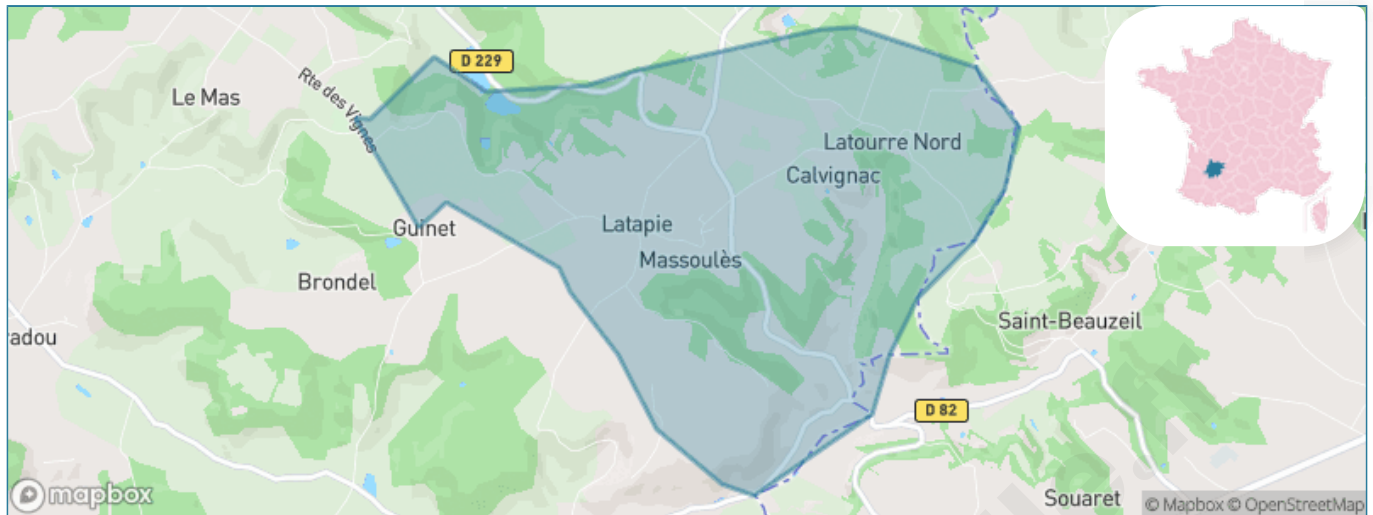 D 229
Rte des Vignes
Le Mas
Latourre Nord
Calvignac
Latapie
Guinet
Massoulès
Brondel
Saint-Beauzeil
adou
D 82
Souaret
mapbox
© Mapbox © OpenStreetMap